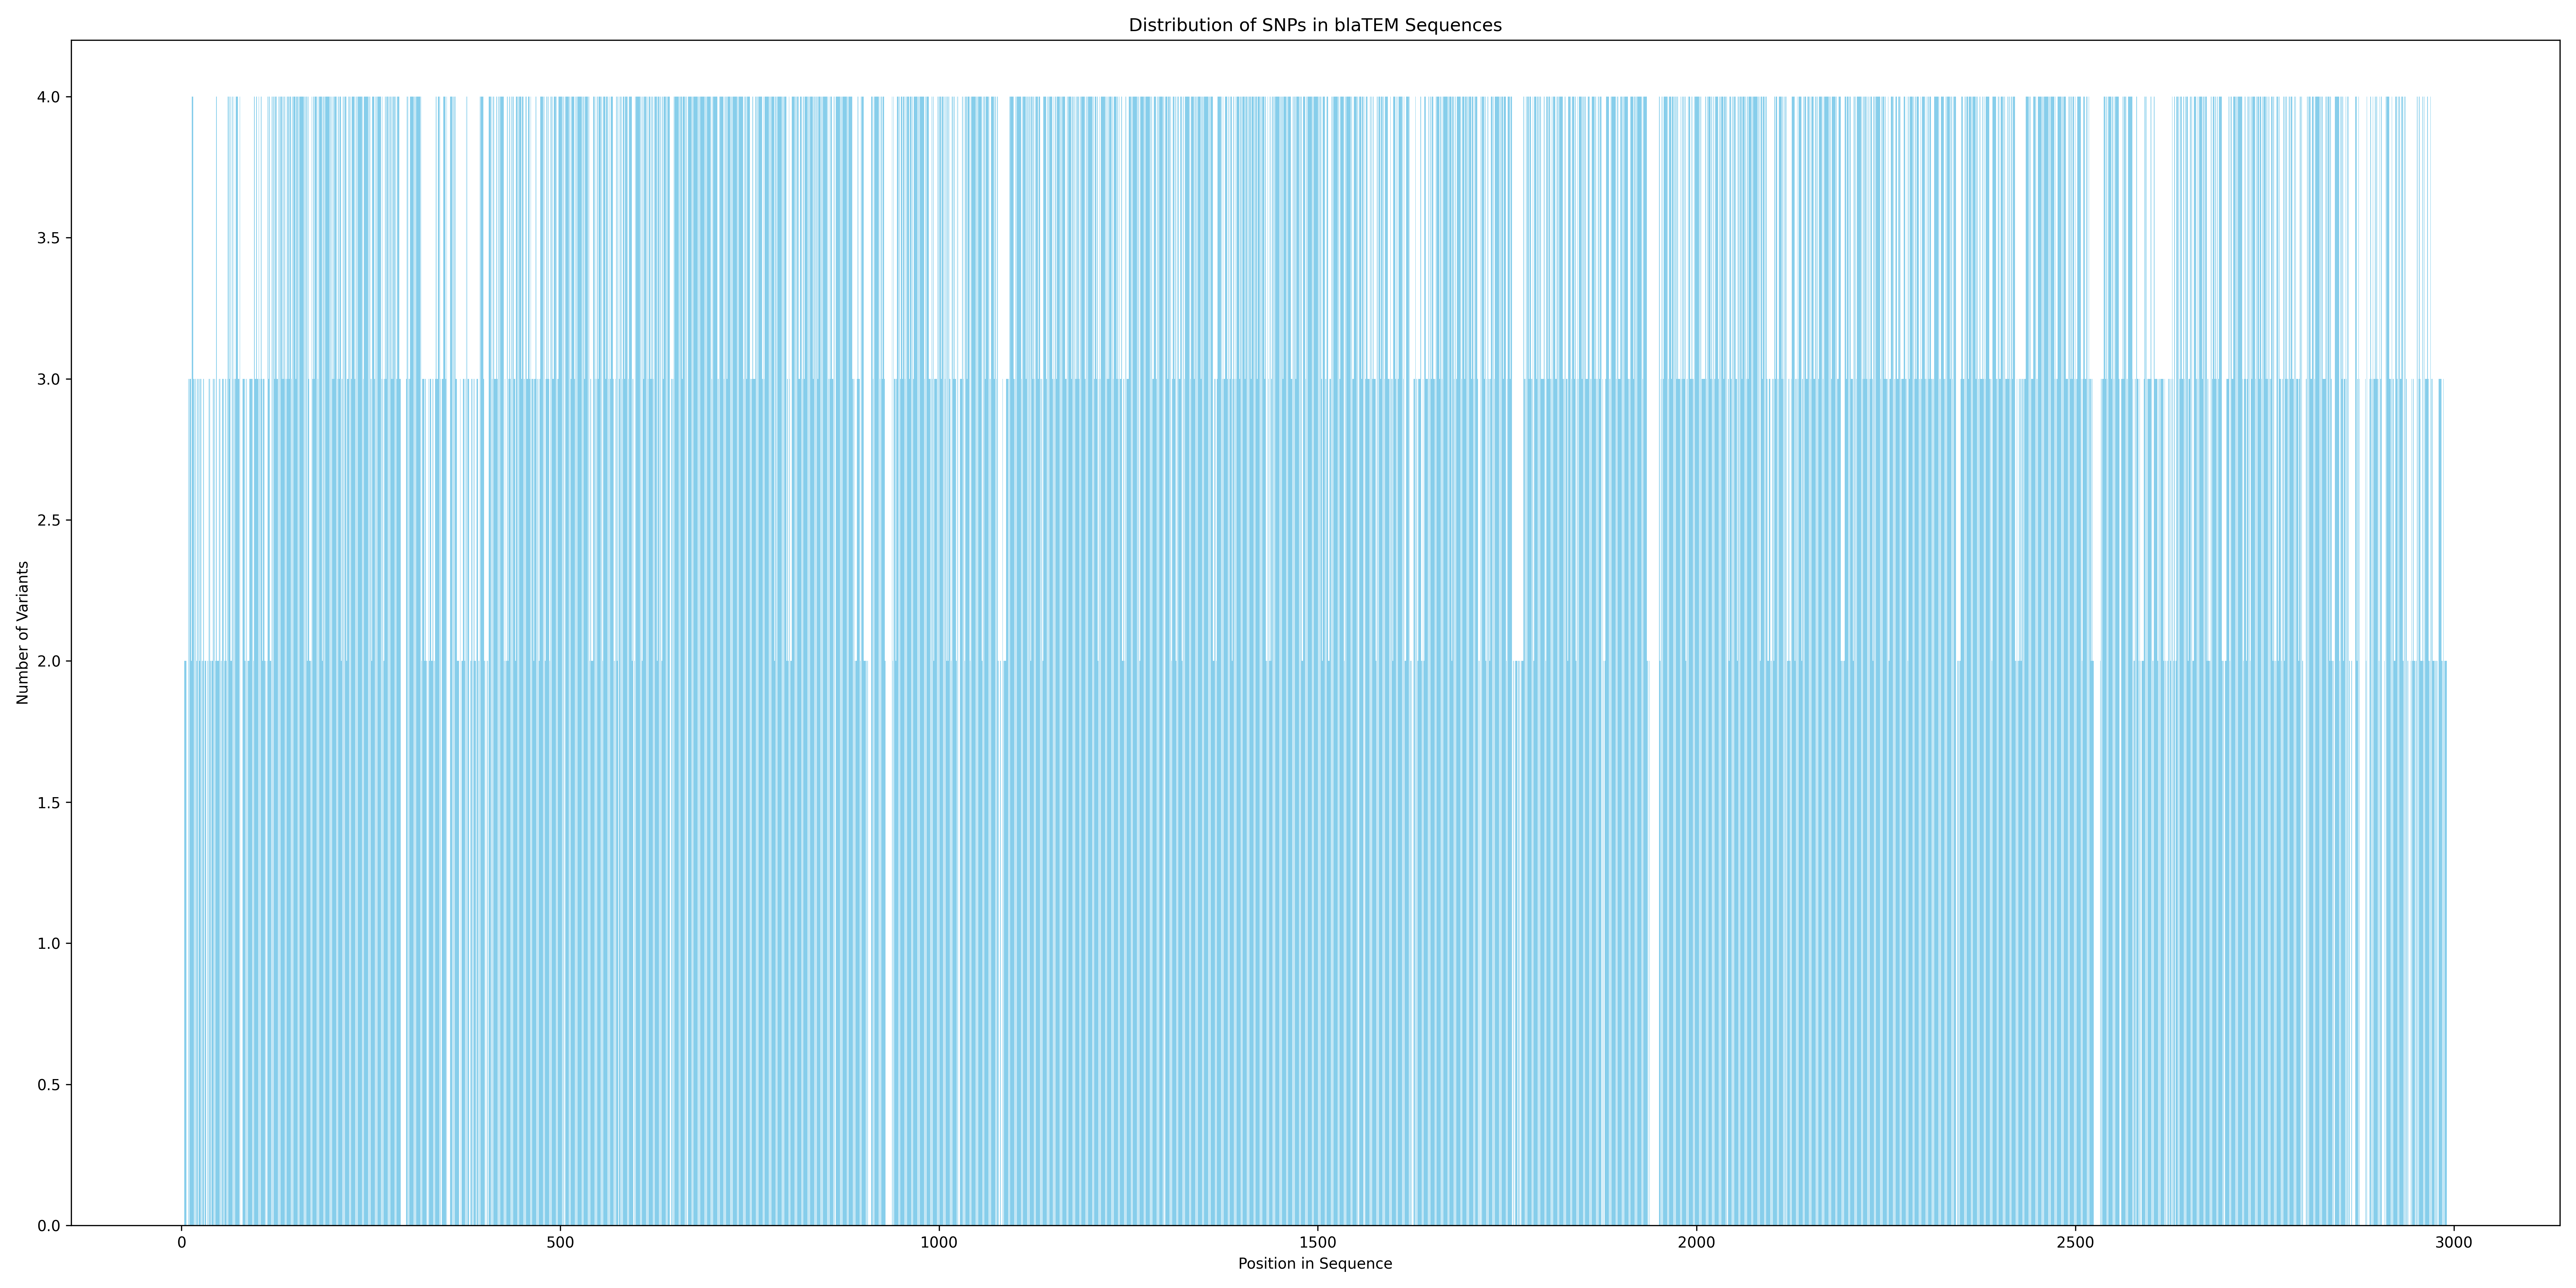 Distribution of SNPs in blaTEM Sequences
4.0
3.5
3.0
2.5
2.0
1.5
1.0
0.5
0.0
Number of Variants
0 500 1000 1500 2000 2500 3000
Position in Sequence